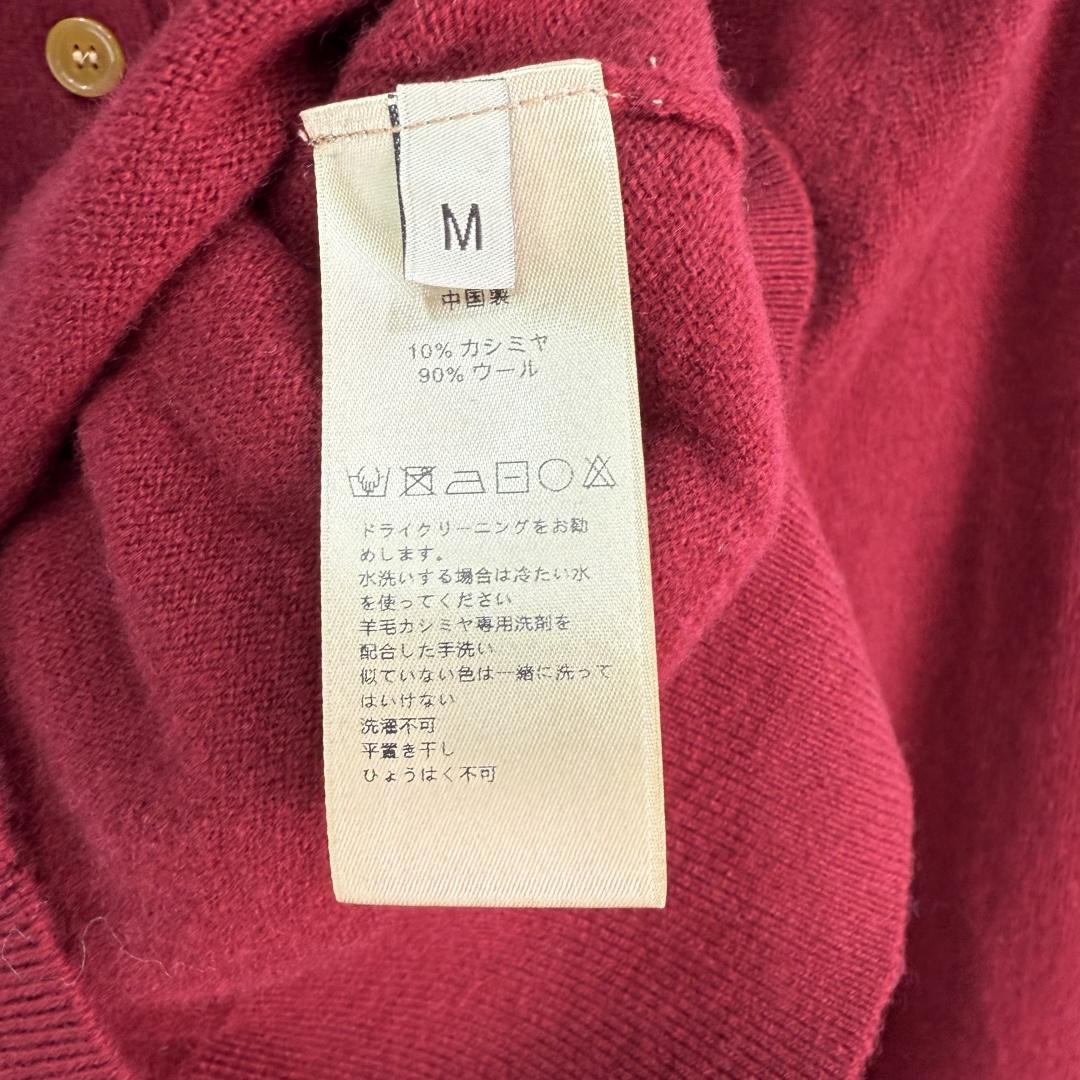 M
中国製
10% カシミヤ
90% ウール
ドライクリーニングをお勧
めします。
水洗いする場合は冷たい水
を使ってください
羊毛カシミヤ専用洗剤を
配合した手洗い
似ていない色は一緒に洗って
はいけない
洗濯不可
平置き干し
ひょうはく不可